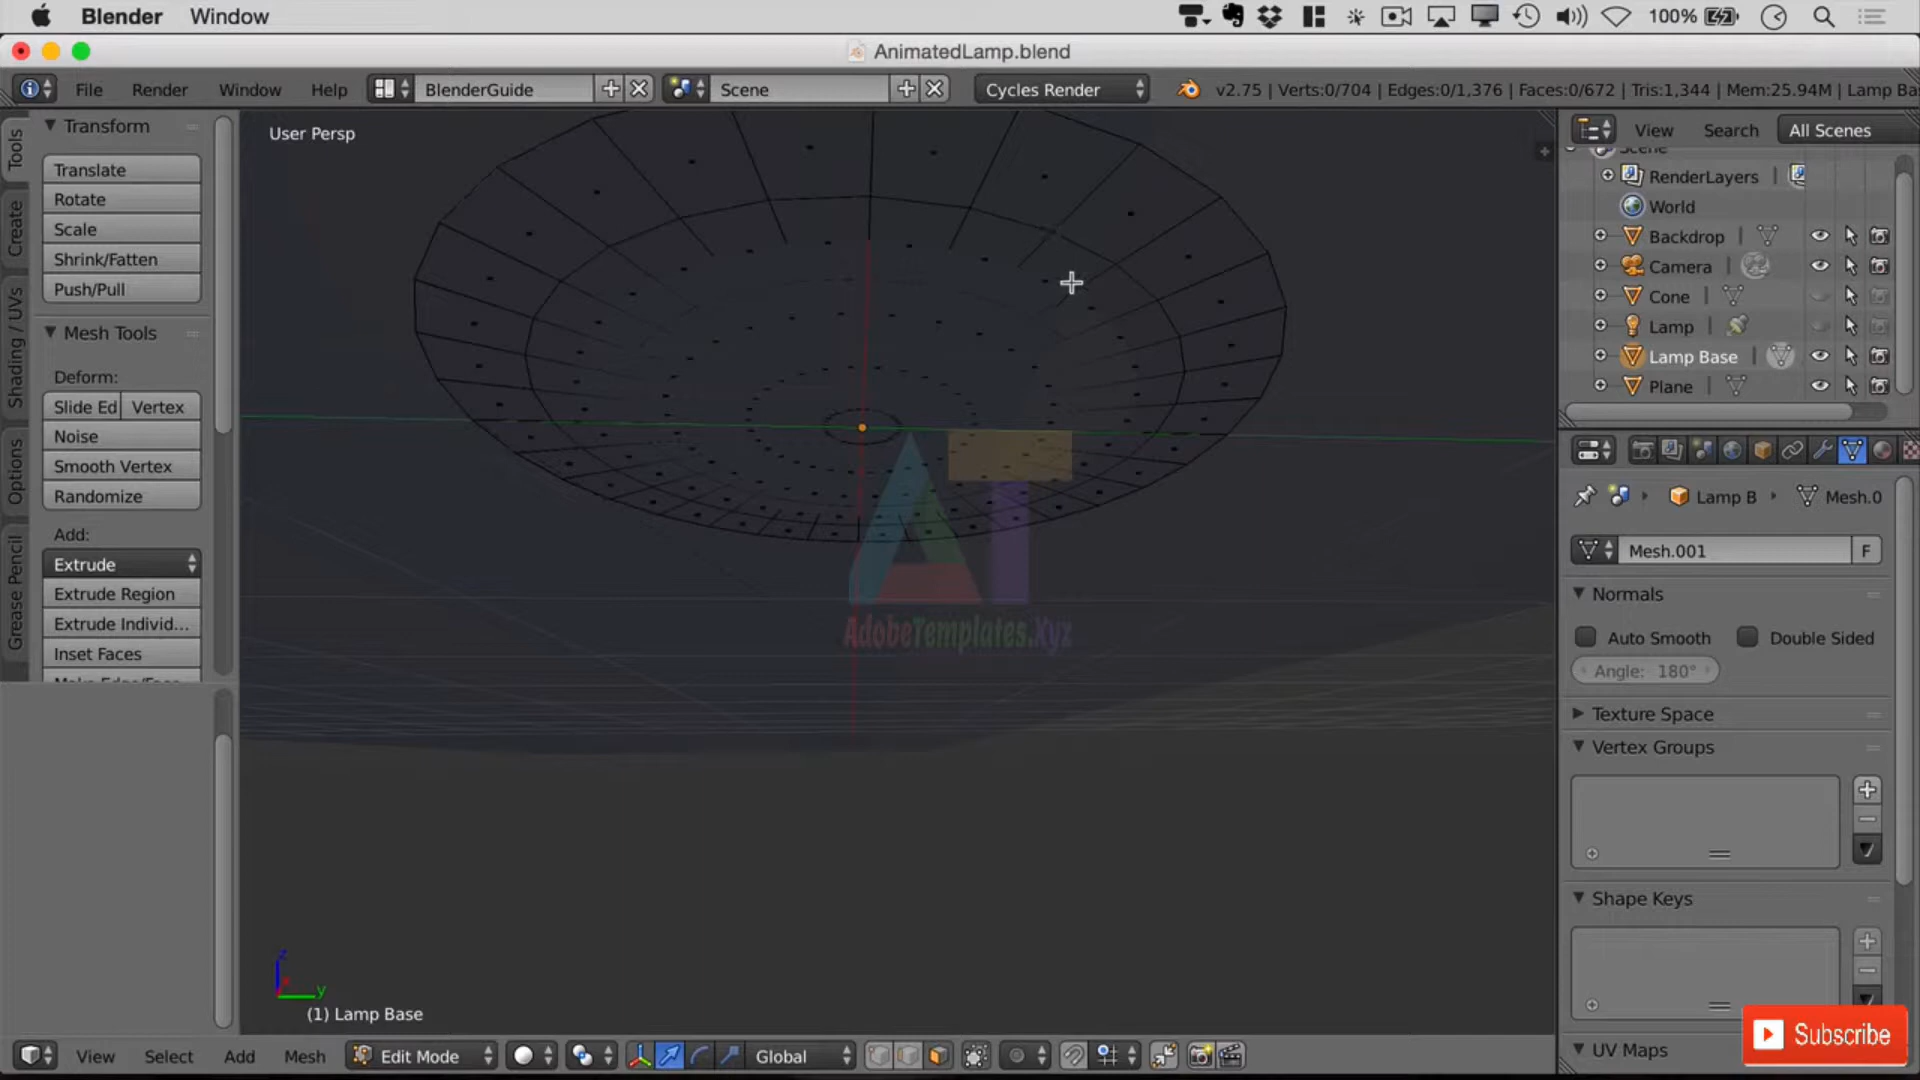 Blender Window 100%
AnimatedLamp.blend
File Render Window Help BlenderGuide Scene Cycles Render v2.75 | Verts:0/704 | Edges:0/1,376 | Faces:0/672 | Tris:1,344 | Mem:25.94M | Lamp Ba
Tools
Create
Shading / UVs
Options
Grease Pencil
Transform
Translate
Rotate
Scale
Shrink/Fatten
Push/Pull
Mesh Tools
Deform:
Slide Ed Vertex
Noise
Smooth Vertex
Randomize
Add:
Extrude
Extrude Region
Extrude Individ...
Inset Faces
User Persp
AdobeTemplates.Xyz
z
y
(1) Lamp Base
View Search All Scenes
Scene
RenderLayers
World
Backdrop
Camera
Cone
Lamp
Lamp Base
Plane
Lamp B Mesh.0
Mesh.001 F
Normals
Auto Smooth Double Sided
Angle: 180°
Texture Space
Vertex Groups
Shape Keys
UV Maps
Subscribe
View Select Add Mesh Edit Mode Global